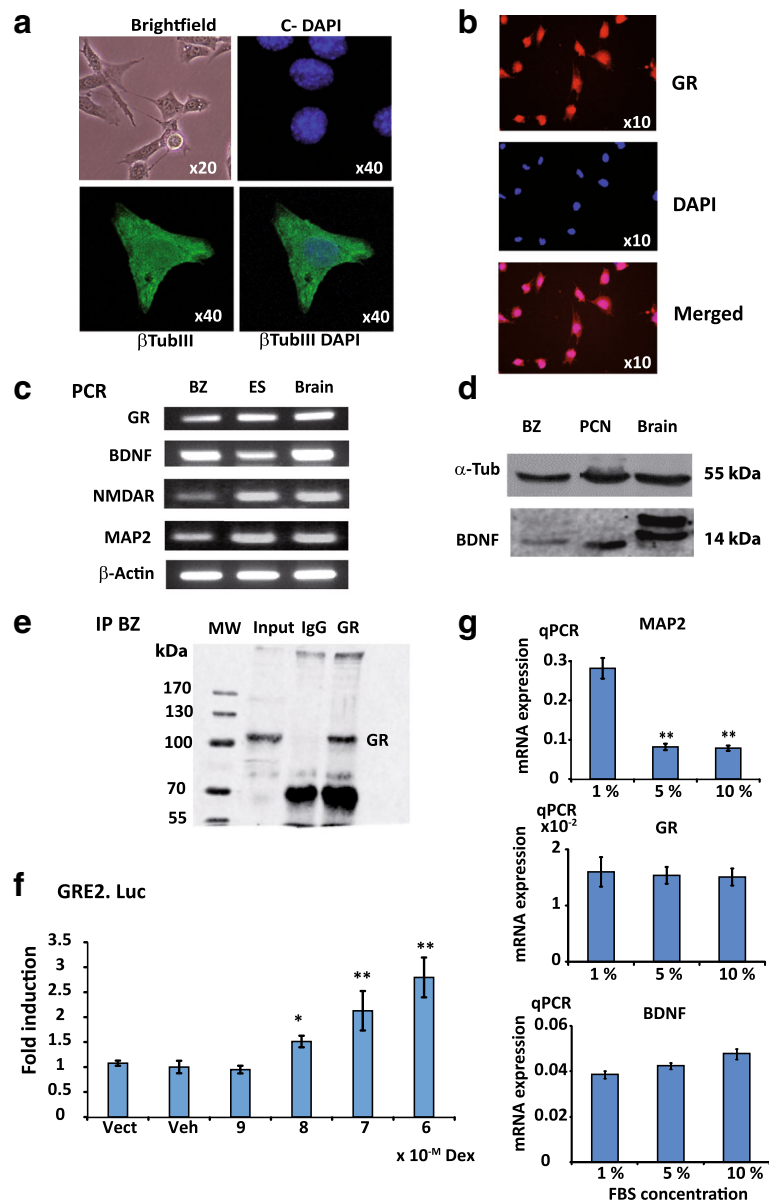 a
Brightfield
C- DAPI
x20
x40
x40
x40
βTubIII
βTubIII DAPI
b
GR
x10
DAPI
x10
Merged
x10
c
PCR
BZ ES Brain
GR
BDNF
NMDAR
MAP2
β-Actin
d
BZ PCN Brain
α-Tub
55 kDa
BDNF
14 kDa
e
IP BZ
MW Input IgG GR
kDa
170
130
100
70
55
GR
f
GRE2. Luc
Fold induction
3.5
3
2.5
2
1.5
1
0.5
0
*
**
**
Vect Veh 9 8 7 6
x 10-M Dex
g
qPCR
MAP2
mRNA expression
0.3
0.2
0.1
0
**
**
1 % 5 % 10 %
qPCR
x10-2
GR
mRNA expression
2
1
0
1 % 5 % 10 %
qPCR
BDNF
mRNA expression
0.06
0.04
0.02
0.00
1 % 5 % 10 %
FBS concentration